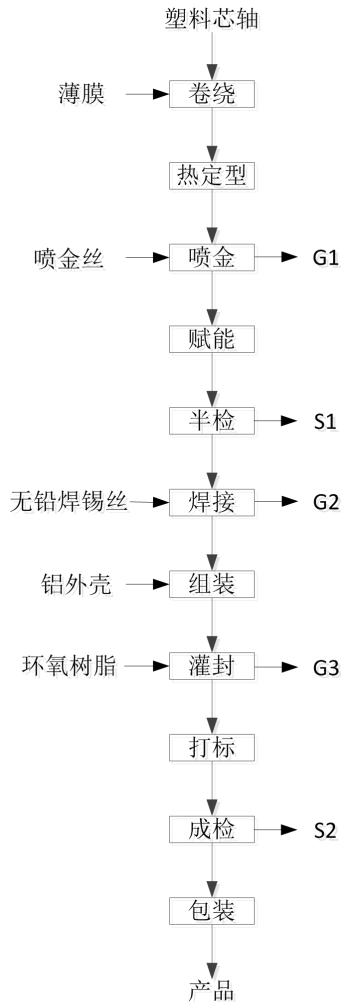 塑料芯轴
薄膜
卷绕
热定型
喷金丝
喷金
G1
赋能
半检
S1
无铅焊锡丝
焊接
G2
铝外壳
组装
环氧树脂
灌封
G3
打标
成检
S2
包装
产品